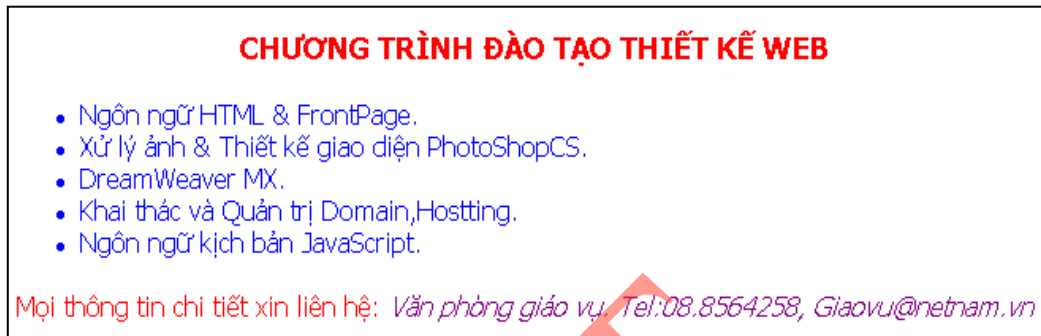 CHƯƠNG TRÌNH ĐÀO TẠO THIẾT KẾ WEB
• Ngôn ngữ HTML & FrontPage.
• Xử lý ảnh & Thiết kế giao diện PhotoShopCS.
• DreamWeaver MX.
• Khai thác và Quản trị Domain,Hostting.
• Ngôn ngữ kịch bản JavaScript.
Mọi thông tin chi tiết xin liên hệ: Văn phòng giáo vụ, Tel:08.8564258, Giaovu@netnam.vn